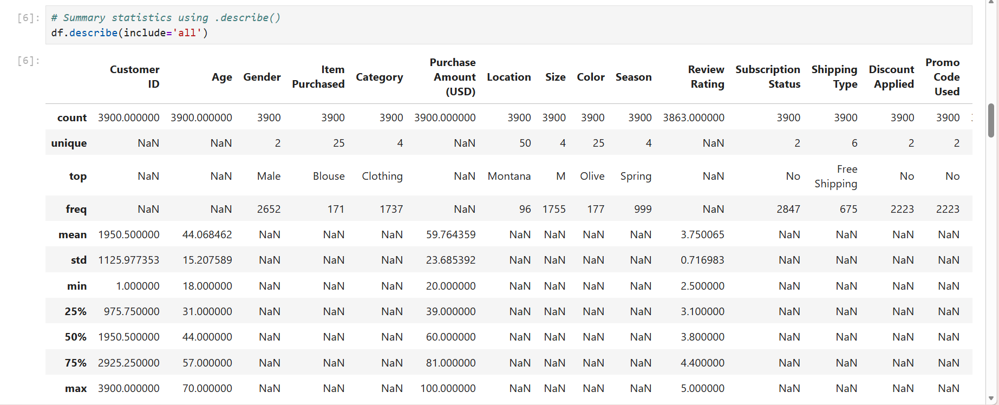 [6]: # Summary statistics using .describe()
df.describe(include='all')
[6]:
Customer ID Age Gender Item Purchased Category Purchase Amount (USD) Location Size Color Season Review Rating Subscription Status Shipping Type Discount Applied Promo Code Used
count 3900.000000 3900.000000 3900 3900 3900 3900.000000 3900 3900 3900 3900 3863.000000 3900 3900 3900 3900
unique NaN NaN 2 25 4 NaN 50 4 25 4 NaN 2 6 2 2
top NaN NaN Male Blouse Clothing NaN Montana M Olive Spring NaN No Free Shipping No No
freq NaN NaN 2652 171 1737 NaN 96 1755 177 999 NaN 2847 675 2223 2223
mean 1950.500000 44.068462 NaN NaN NaN 59.764359 NaN NaN NaN NaN 3.750065 NaN NaN NaN NaN
std 1125.977353 15.207589 NaN NaN NaN 23.685392 NaN NaN NaN NaN 0.716983 NaN NaN NaN NaN
min 1.000000 18.000000 NaN NaN NaN 20.000000 NaN NaN NaN NaN 2.500000 NaN NaN NaN NaN
25% 975.750000 31.000000 NaN NaN NaN 39.000000 NaN NaN NaN NaN 3.100000 NaN NaN NaN NaN
50% 1950.500000 44.000000 NaN NaN NaN 60.000000 NaN NaN NaN NaN 3.800000 NaN NaN NaN NaN
75% 2925.250000 57.000000 NaN NaN NaN 81.000000 NaN NaN NaN NaN 4.400000 NaN NaN NaN NaN
max 3900.000000 70.000000 NaN NaN NaN 100.000000 NaN NaN NaN NaN 5.000000 NaN NaN NaN NaN